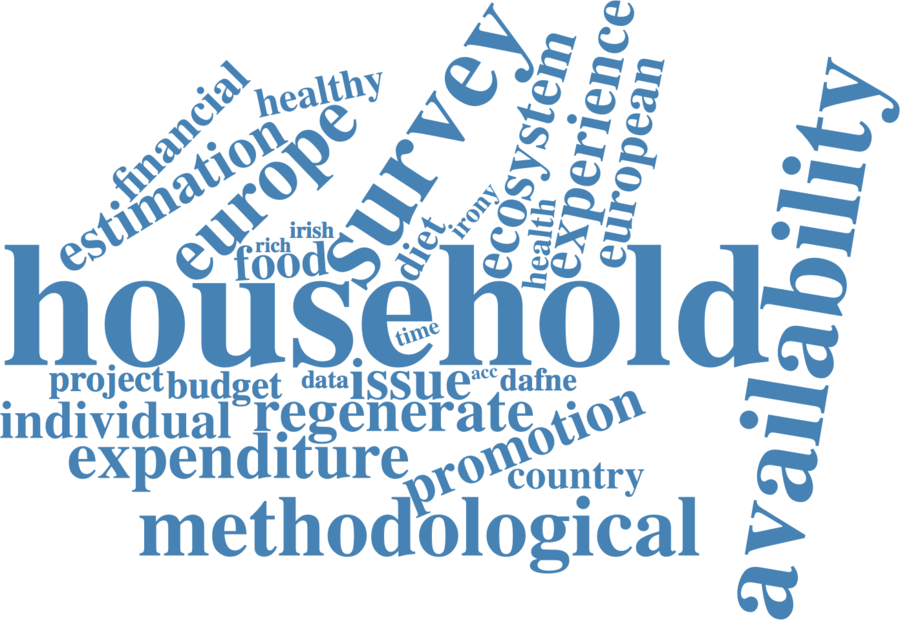 financial
healthy
estimation
europe
survey
ecosystem
experience
european
availability
irish
rich
food
diet
irony
health
household
time
project
budget
data
issue
acc
dafne
individual
regenerate
expenditure
promotion
country
methodological